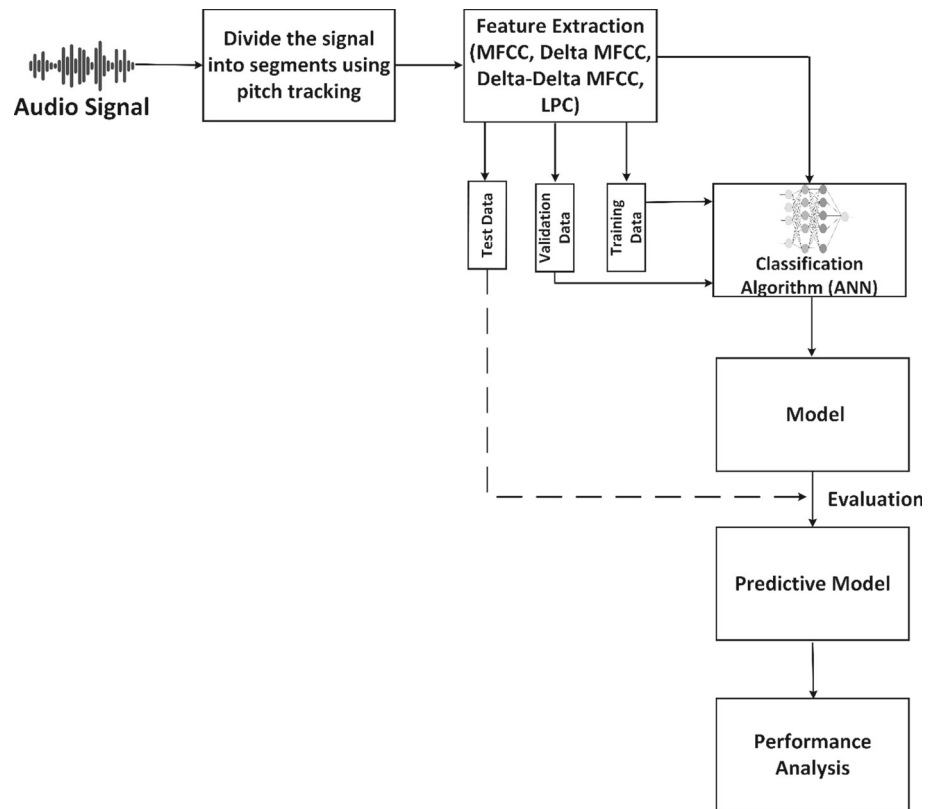 Audio Signal
Divide the signal
into segments using
pitch tracking
Feature Extraction
(MFCC, Delta MFCC,
Delta-Delta MFCC,
LPC)
Test Data
Validation
Data
Training
Data
Classification
Algorithm (ANN)
Model
Evaluation
Predictive Model
Performance
Analysis